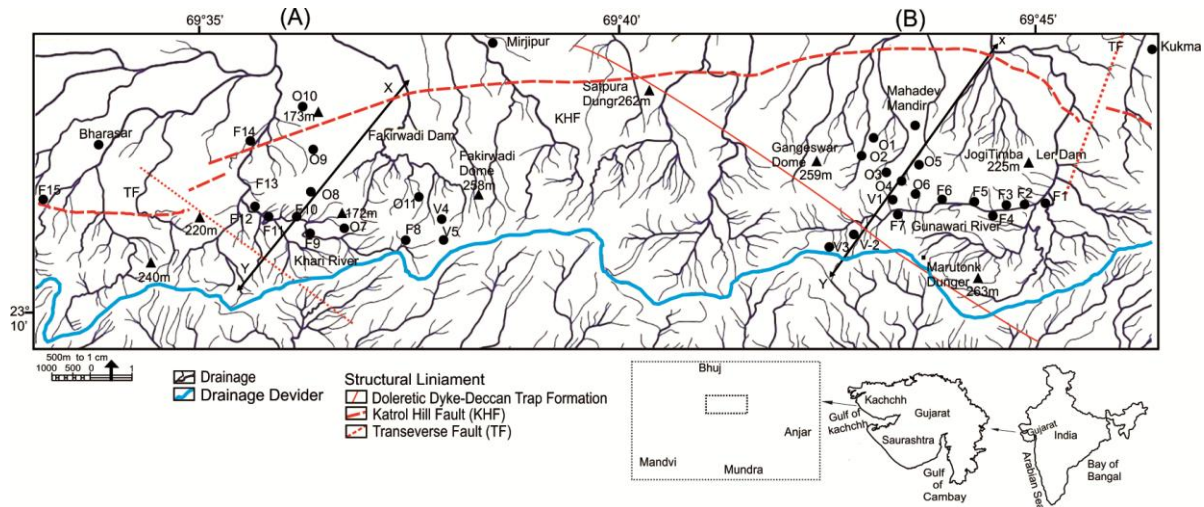 (A)
(B)
69°35
69°40
69°45
Mirjipur
Kukma
TF
X
x
O10
173m
Satpura
Dungr262m
Mahadev
Mandir
KHF
Bharasar
F14
Fakirwadi Dam
O9
Fakirwadi
Dome
258m
Gangeswar
Dome
259m
O1
O2
O3
O4
O5
O6
JogiTimba
225m
Ler Dam
F15
TF
F13
O8
O11
V4
V1
F6
F5
F3
F2
F1
F12
F11
F10
172m
O7
F9
F8
V5
F7
F4
Gunawari River
220m
Khari River
V3
V-2
240m
Y
Y
Marutonk
Dunger
263m
23
10'
500m to 1 cm
1000 500 0 1
Drainage
Drainage Devider
Structural Liniament
Doleretic Dyke-Deccan Trap Formation
Katrol Hill Fault (KHF)
Transeverse Fault (TF)
Bhuj
Anjar
Mandvi
Mundra
Kachchh
Gulf of
kachchh
Gujarat
Saurashtra
Gulf
of
Cambay
Gujarat
India
Arabian Sea
Bay of
Bangal